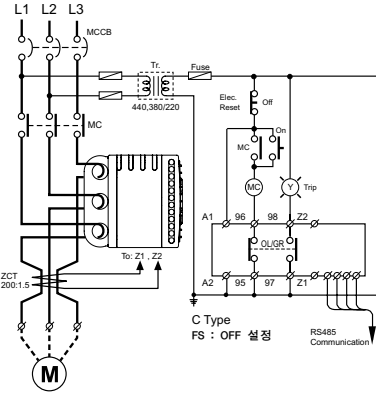 L1 L2 L3
MCCB
Tr.
Fuse
440,380/220
Elec.
Reset
Off
On
MC
MC
MC
Y
Trip
A1 96 98 Z2
OL/GR
A2 95 97 Z1
To: Z1 , Z2
ZCT
200:1.5
C Type
FS : OFF 설정
RS485
Communication
M